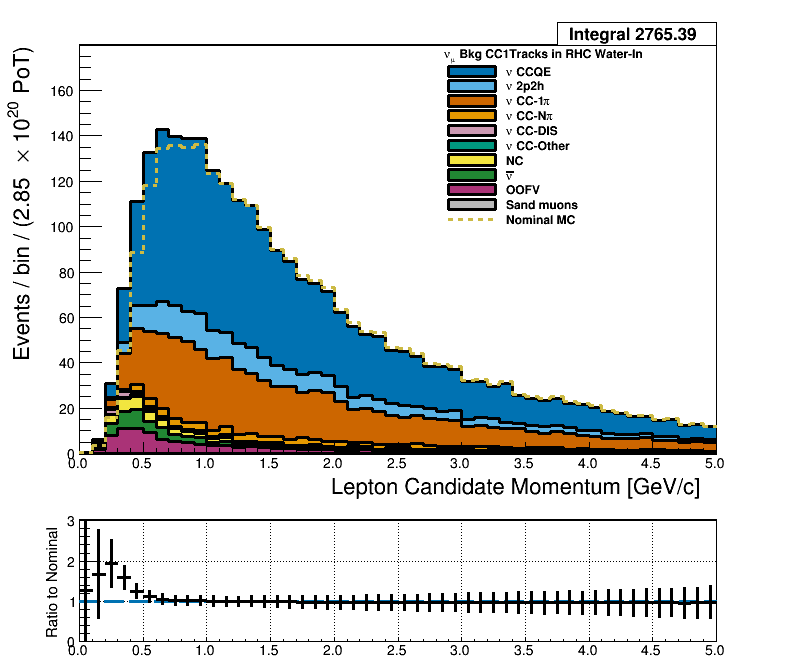 Integral 2765.39
νμ Bkg CC1Tracks in RHC Water-In
ν CCQE
ν 2p2h
ν CC-1π
ν CC-Nπ
ν CC-DIS
ν CC-Other
NC
ν̅
OOFV
Sand muons
Nominal MC
Events / bin / (2.85 × 10²⁰ PoT)
160
140
120
100
80
60
40
20
0
0.0 0.5 1.0 1.5 2.0 2.5 3.0 3.5 4.0 4.5 5.0
Lepton Candidate Momentum [GeV/c]
Ratio to Nominal
3
2
1
0
0.0 0.5 1.0 1.5 2.0 2.5 3.0 3.5 4.0 4.5 5.0